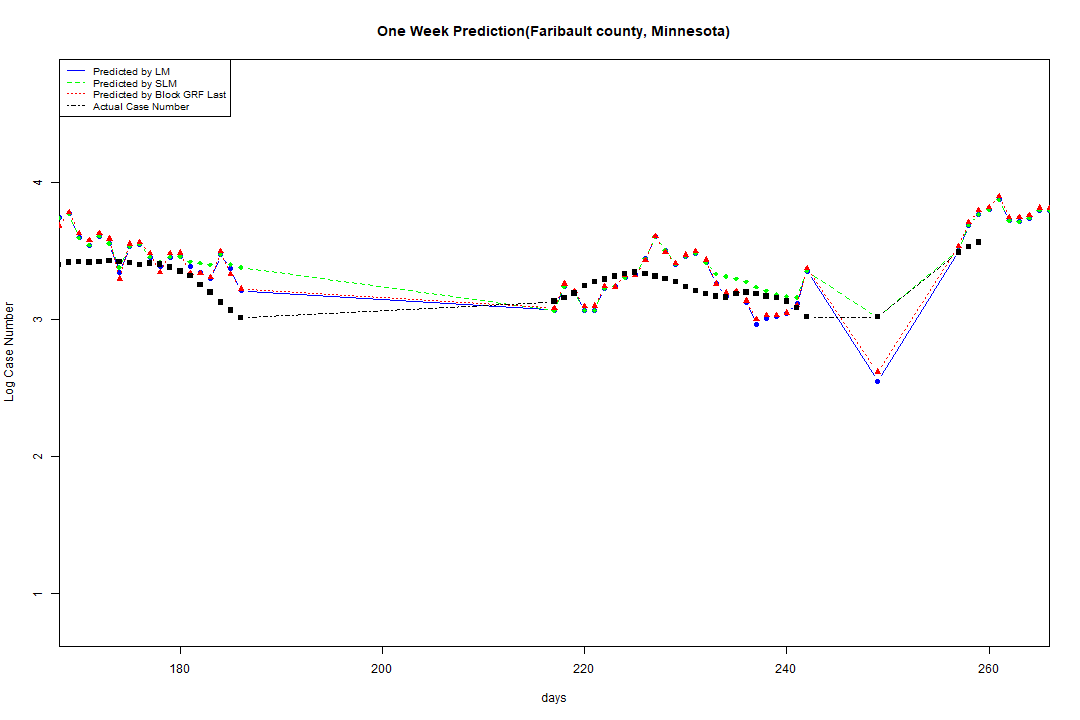 One Week Prediction(Faribault county, Minnesota)
Predicted by LM
Predicted by SLM
Predicted by Block GRF Last
Actual Case Number
4
3
2
1
Log Case Number
180 200 220 240 260
days